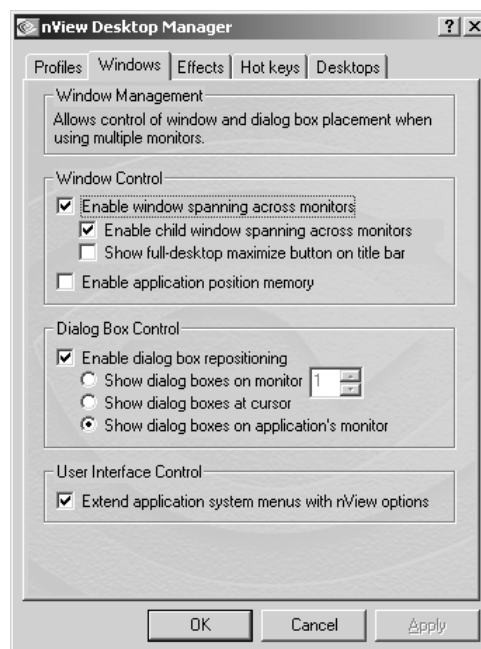 nView Desktop Manager
Profiles Windows Effects Hot keys Desktops
Window Management
Allows control of window and dialog box placement when
using multiple monitors.
Window Control
Enable window spanning across monitors
Enable child window spanning across monitors
Show full-desktop maximize button on title bar
Enable application position memory
Dialog Box Control
Enable dialog box repositioning
Show dialog boxes on monitor 1
Show dialog boxes at cursor
Show dialog boxes on application's monitor
User Interface Control
Extend application system menus with nView options
OK Cancel Apply